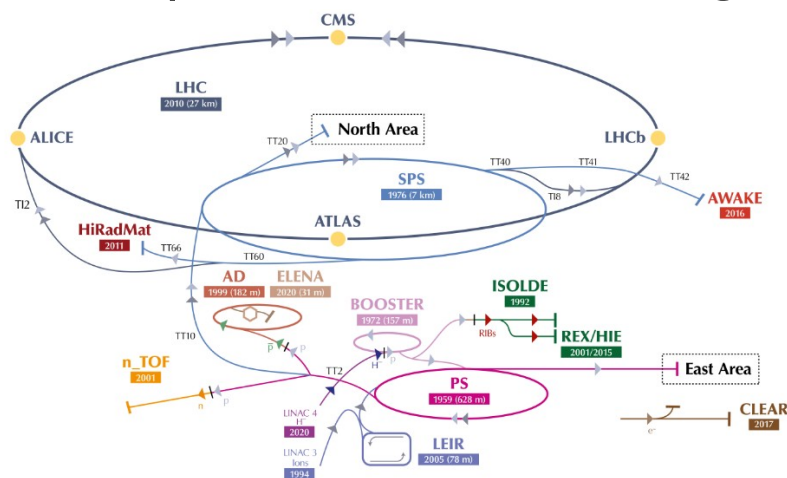 CMS
LHC
2010 (27 km)
North Area
ALICE
LHCb
TT20
TT40
TT41
TT42
SPS
1976 (7 km)
TI8
AWAKE
2016
TI2
HiRadMat
2011
ATLAS
TT66
TT60
AD
1999 (182 m)
ELENA
2020 (31 m)
ISOLDE
1992
BOOSTER
1972 (157 m)
RIBs
REX/HIE
2001/2015
TT10
p
p
p
p
H-
TT2
n_TOF
2001
East Area
PS
1959 (628 m)
n
p
LINAC 4
H-
2020
CLEAR
2017
e-
LINAC 3
Ions
1994
LEIR
2005 (78 m)